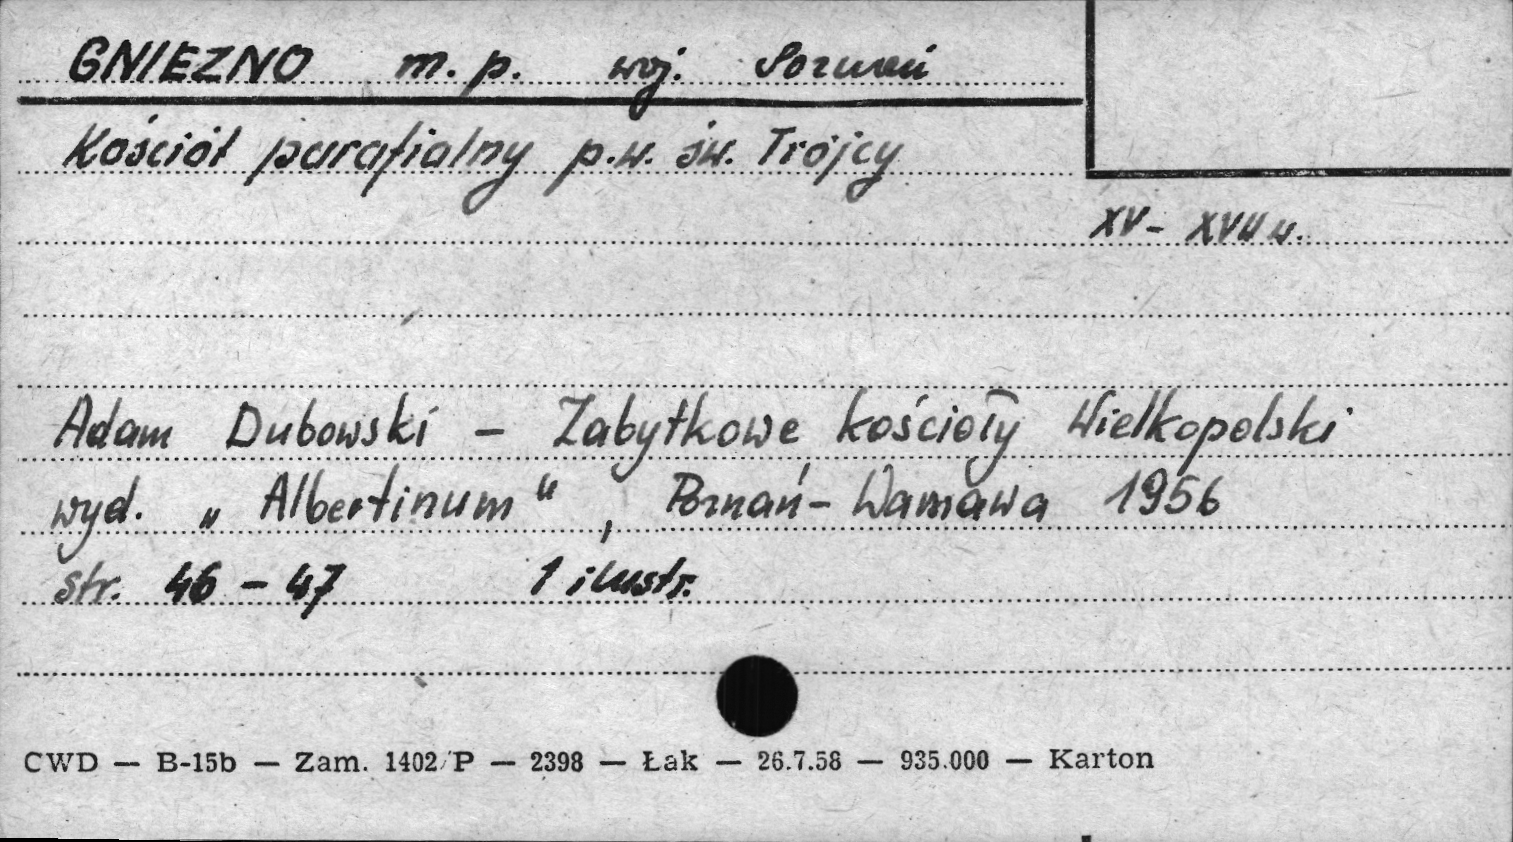 GNIEZNO m. p. woj. Poznań
Kościół parafialny p.w. św. Trójcy
XV - XVII w.
Adam Dubowski - Zabytkowe kościoły Wielkopolski
wyd. „Albertinum", Poznań - Warszawa 1956
str. 46 - 47 1 ilustr.
CWD — B-15b — Zam. 1402/P — 2398 — Łak — 26.7.58 — 935.000 — Karton